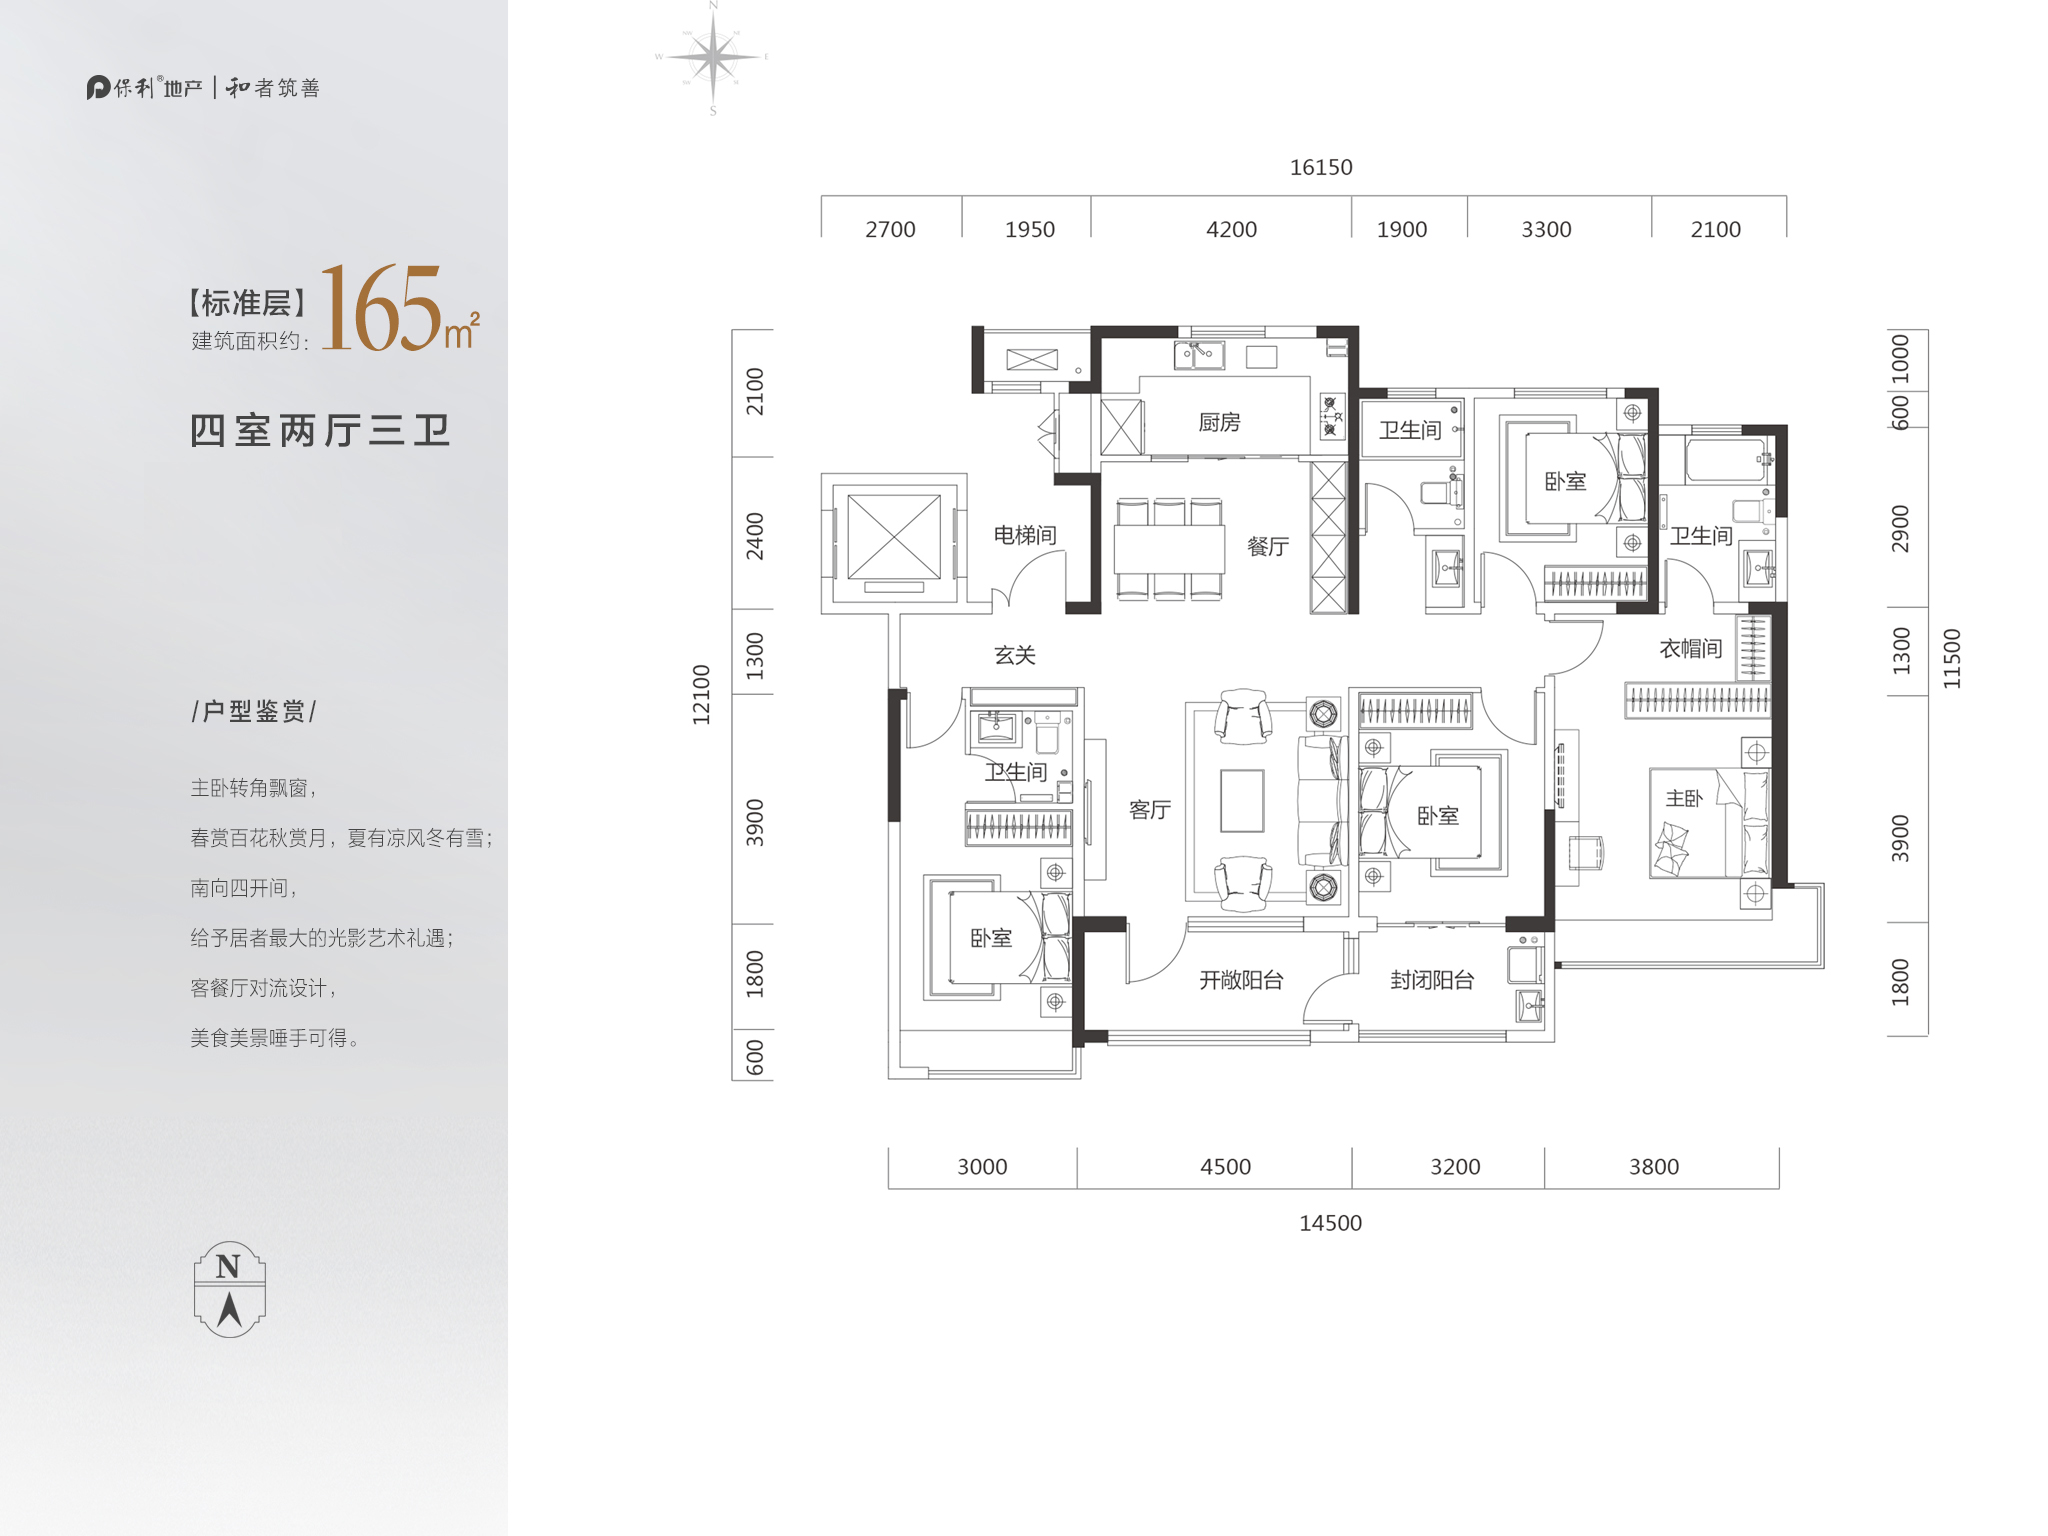 保利®地产 | 和者筑善
【标准层】
建筑面积约：165m²
四室两厅三卫
/户型鉴赏/
主卧转角飘窗，
春赏百花秋赏月，夏有凉风冬有雪；
南向四开间，
给予居者最大的光影艺术礼遇；
客餐厅对流设计，
美食美景唾手可得。
N
N
NW
NE
W
E
SW
SE
S
16150
2700 1950 4200 1900 3300 2100
12100
2100
2400
1300
3900
1800
600
厨房
卫生间
卧室
电梯间
餐厅
卫生间
玄关
衣帽间
卫生间
客厅
卧室
主卧
卧室
开敞阳台
封闭阳台
1000
600
2900
1300
3900
1800
11500
3000 4500 3200 3800
14500